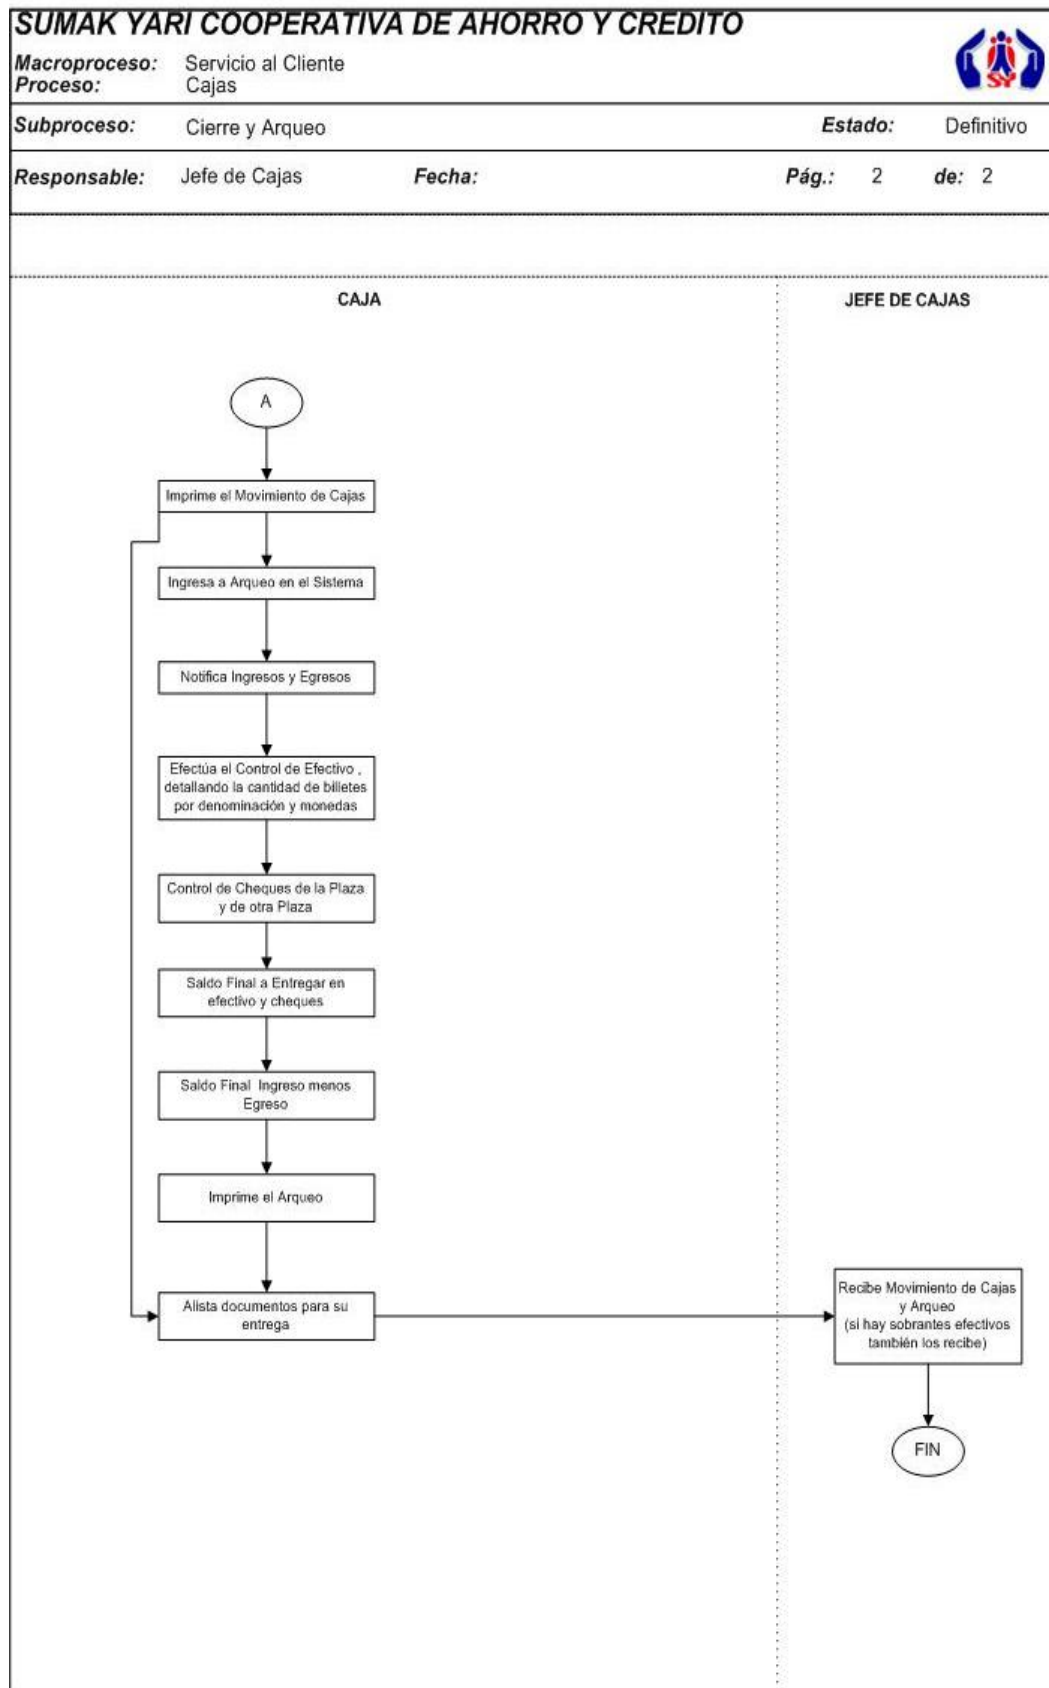 SUMAK YARI COOPERATIVA DE AHORRO Y CREDITO
Macroproceso: Servicio al Cliente
Proceso: Cajas
SY
Subproceso: Cierre y Arqueo Estado: Definitivo
Responsable: Jefe de Cajas Fecha: Pág.: 2 de: 2
CAJA JEFE DE CAJAS
A
Imprime el Movimiento de Cajas
Ingresa a Arqueo en el Sistema
Notifica Ingresos y Egresos
Efectúa el Control de Efectivo ,
detallando la cantidad de billetes
por denominación y monedas
Control de Cheques de la Plaza
y de otra Plaza
Saldo Final a Entregar en
efectivo y cheques
Saldo Final Ingreso menos
Egreso
Imprime el Arqueo
Alista documentos para su
entrega
Recibe Movimiento de Cajas
y Arqueo
(si hay sobrantes efectivos
también los recibe)
FIN